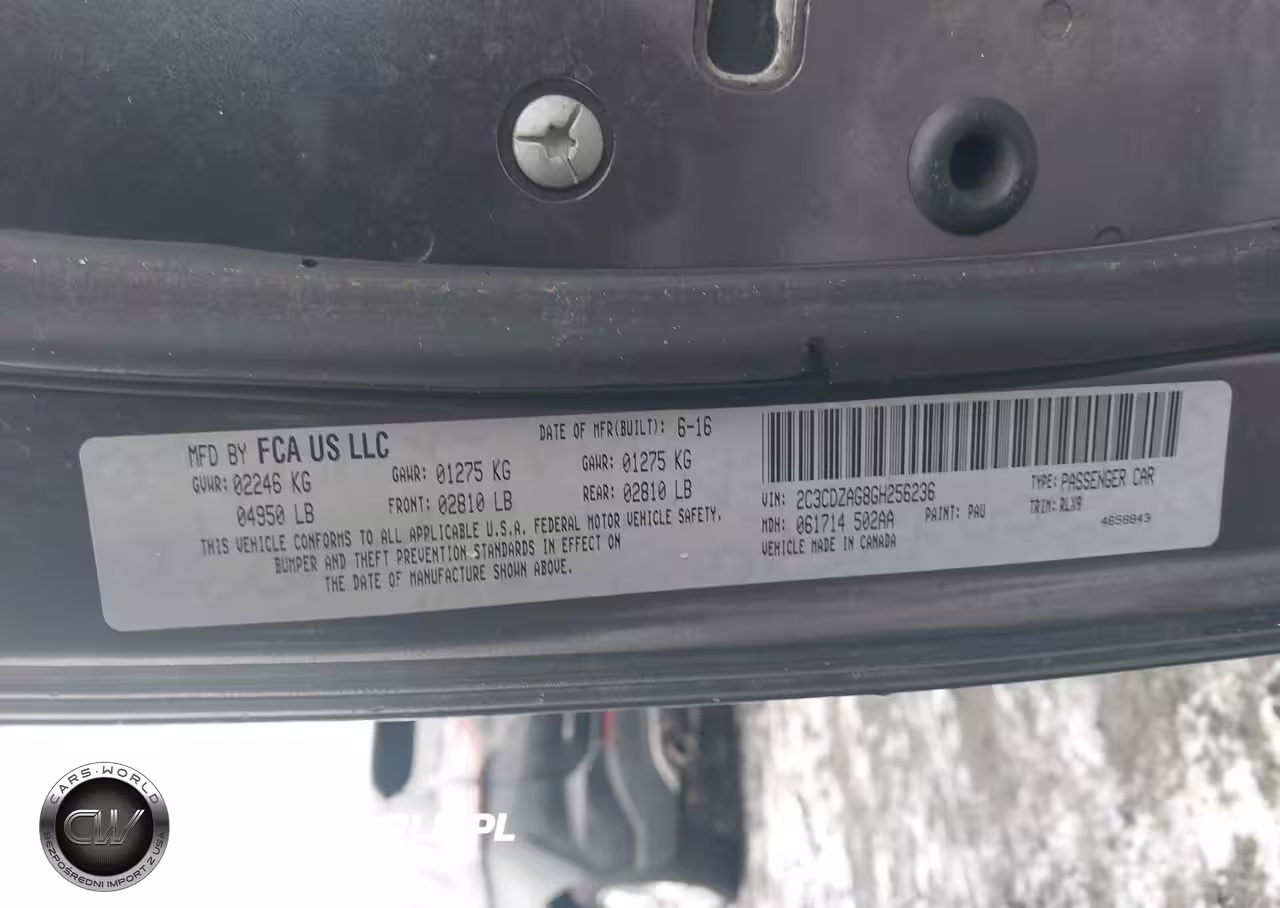 MFD BY FCA US LLC
DATE OF MFR(BUILT): 6-16
GVWR: 02246 KG
04950 LB
GAWR: 01275 KG
FRONT: 02810 LB
GAWR: 01275 KG
REAR: 02810 LB
THIS VEHICLE CONFORMS TO ALL APPLICABLE U.S.A. FEDERAL MOTOR VEHICLE SAFETY,
BUMPER AND THEFT PREVENTION STANDARDS IN EFFECT ON
THE DATE OF MANUFACTURE SHOWN ABOVE.
VIN: 2C3CDZAG8GH256236
TYPE: PASSENGER CAR
MDH: 061714 502AA
PAINT: PAU
TRIM: RLX9
VEHICLE MADE IN CANADA
4658843
CARS-WORLD
CW
BEZPOŚREDNI IMPORT Z USA
.PL